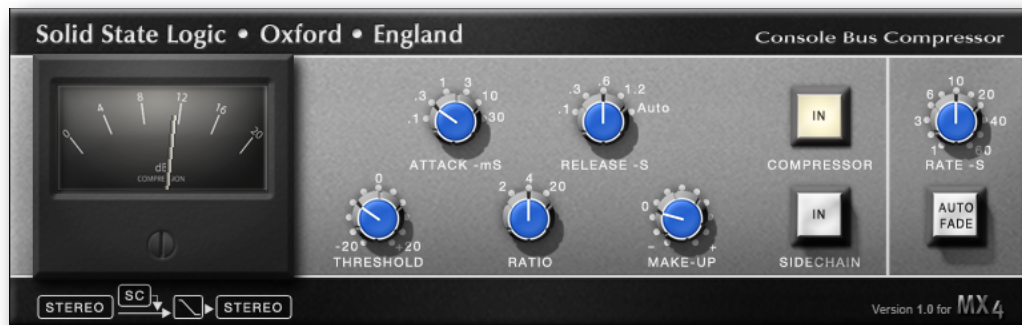 Solid State Logic • Oxford • England
Console Bus Compressor
0 4 8 12 16 20
dB
COMPRESSION
.1 .3 1 3 10 30
ATTACK -mS
.1 .3 .6 1.2 Auto
RELEASE -S
IN
COMPRESSOR
1 3 6 10 20 40 60
RATE -S
-20 0 +20
THRESHOLD
2 4 20
RATIO
0 - +
MAKE-UP
IN
SIDECHAIN
AUTO
FADE
STEREO SC STEREO
Version 1.0 for MX4